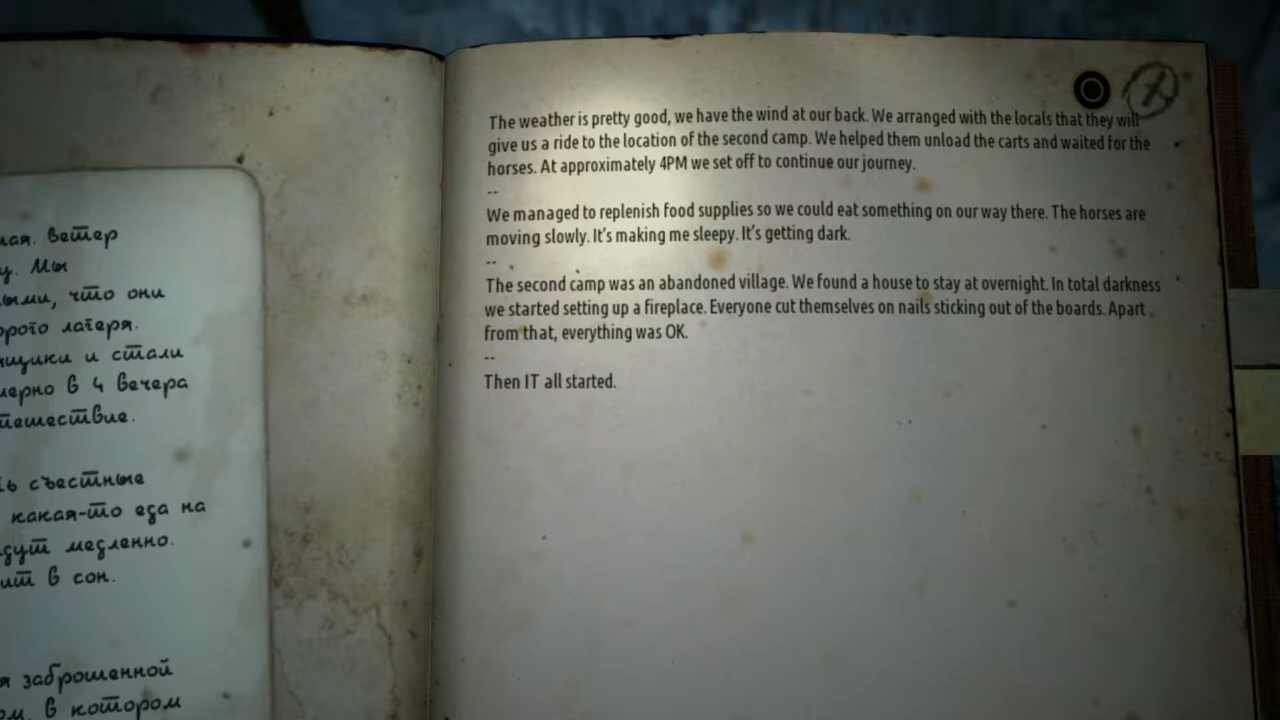 ветер
Мы
что они
лагеря.
и стали
в 4 вечера
съестные
какая-то еда на
медленно.
в сон.
заброшенной
в котором
The weather is pretty good, we have the wind at our back. We arranged with the locals that they will
give us a ride to the location of the second camp. We helped them unload the carts and waited for the
horses. At approximately 4PM we set off to continue our journey.
--
We managed to replenish food supplies so we could eat something on our way there. The horses are
moving slowly. It's making me sleepy. It's getting dark.
--
The second camp was an abandoned village. We found a house to stay at overnight. In total darkness
we started setting up a fireplace. Everyone cut themselves on nails sticking out of the boards. Apart
from that, everything was OK.
--
Then IT all started.